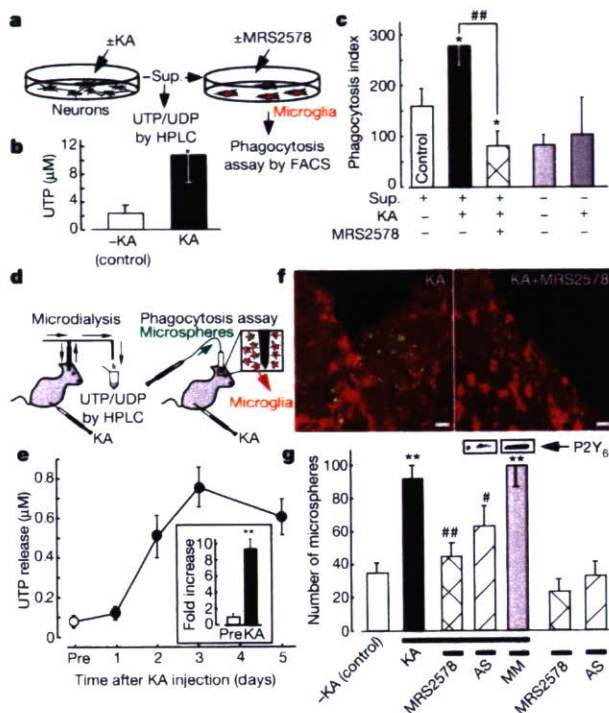 a
±KA
±MRS2578
–Sup.
Neurons
Microglia
UTP/UDP
by HPLC
Phagocytosis
assay by FACS
b
UTP (µM)
12
8
4
0
*
–KA
(control)
KA
c
Phagocytosis index
300
200
100
0
##
*
*
Control
Sup. + + + – –
KA – + + – +
MRS2578 – – + – –
d
Microdialysis
UTP/UDP
by HPLC
KA
Phagocytosis assay
Microspheres
Microglia
KA
e
UTP release (µM)
0.8
0.6
0.4
0.2
0
Pre 1 2 3 4 5
Time after KA injection (days)
Fold increase
10
8
6
4
2
0
**
Pre KA
f
KA
KA+MRS2578
g
P2Y6
Number of microspheres
100
80
60
40
20
0
**
##
#
**
–KA (control)
KA
MRS2578
AS
MM
MRS2578
AS